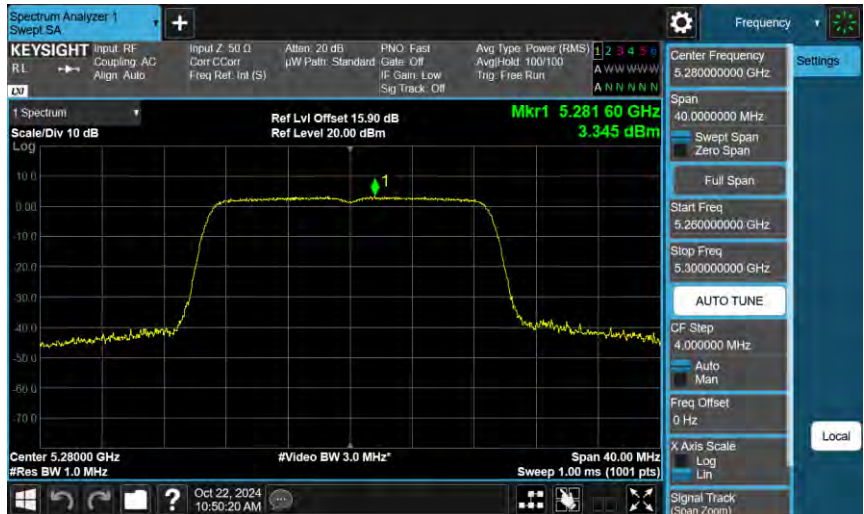 Spectrum Analyzer 1
Swept SA
+
Frequency
KEYSIGHT
RL
LXI
Input: RF
Coupling: AC
Align: Auto
Input Z: 50 Ω
Corr CCorr
Freq Ref: Int (S)
Atten: 20 dB
µW Path: Standard
PNO: Fast
Gate: Off
IF Gain: Low
Sig Track: Off
Avg Type: Power (RMS)
Avg|Hold: 100/100
Trig: Free Run
1 2 3 4 5 6
A W W W W W
A N N N N N
1 Spectrum
Scale/Div 10 dB
Log
Ref Lvl Offset 15.90 dB
Ref Level 20.00 dBm
Mkr1 5.281 60 GHz
3.345 dBm
1
10.0
0.00
-10.0
-20.0
-30.0
-40.0
-50.0
-60.0
-70.0
Center 5.28000 GHz
#Res BW 1.0 MHz
#Video BW 3.0 MHz*
Span 40.00 MHz
Sweep 1.00 ms (1001 pts)
Center Frequency
5.280000000 GHz
Settings
Span
40.0000000 MHz
Swept Span
Zero Span
Full Span
Start Freq
5.260000000 GHz
Stop Freq
5.300000000 GHz
AUTO TUNE
CF Step
4.000000 MHz
Auto
Man
Freq Offset
0 Hz
X Axis Scale
Log
Lin
Signal Track
(Span Zoom)
Local
?
Oct 22, 2024
10:50:20 AM